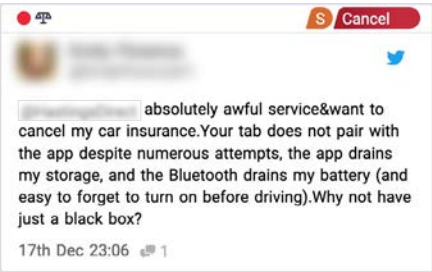 S Cancel
absolutely awful service&want to
cancel my car insurance.Your tab does not pair with
the app despite numerous attempts, the app drains
my storage, and the Bluetooth drains my battery (and
easy to forget to turn on before driving).Why not have
just a black box?
17th Dec 23:06 1